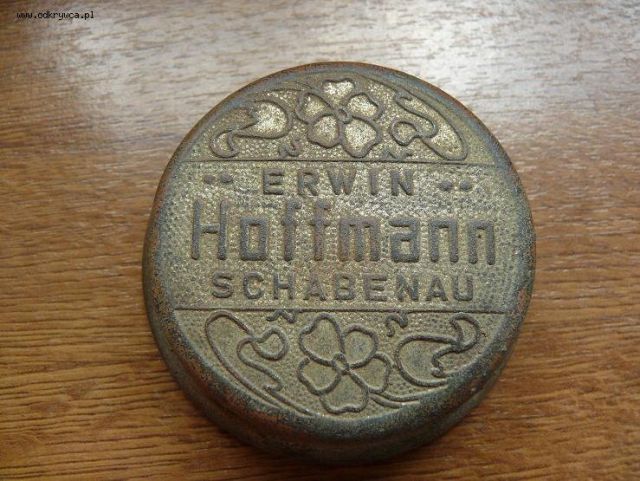 www.odkrywca.pl
·· ERWIN ··
Hoffmann
SCHABENAU